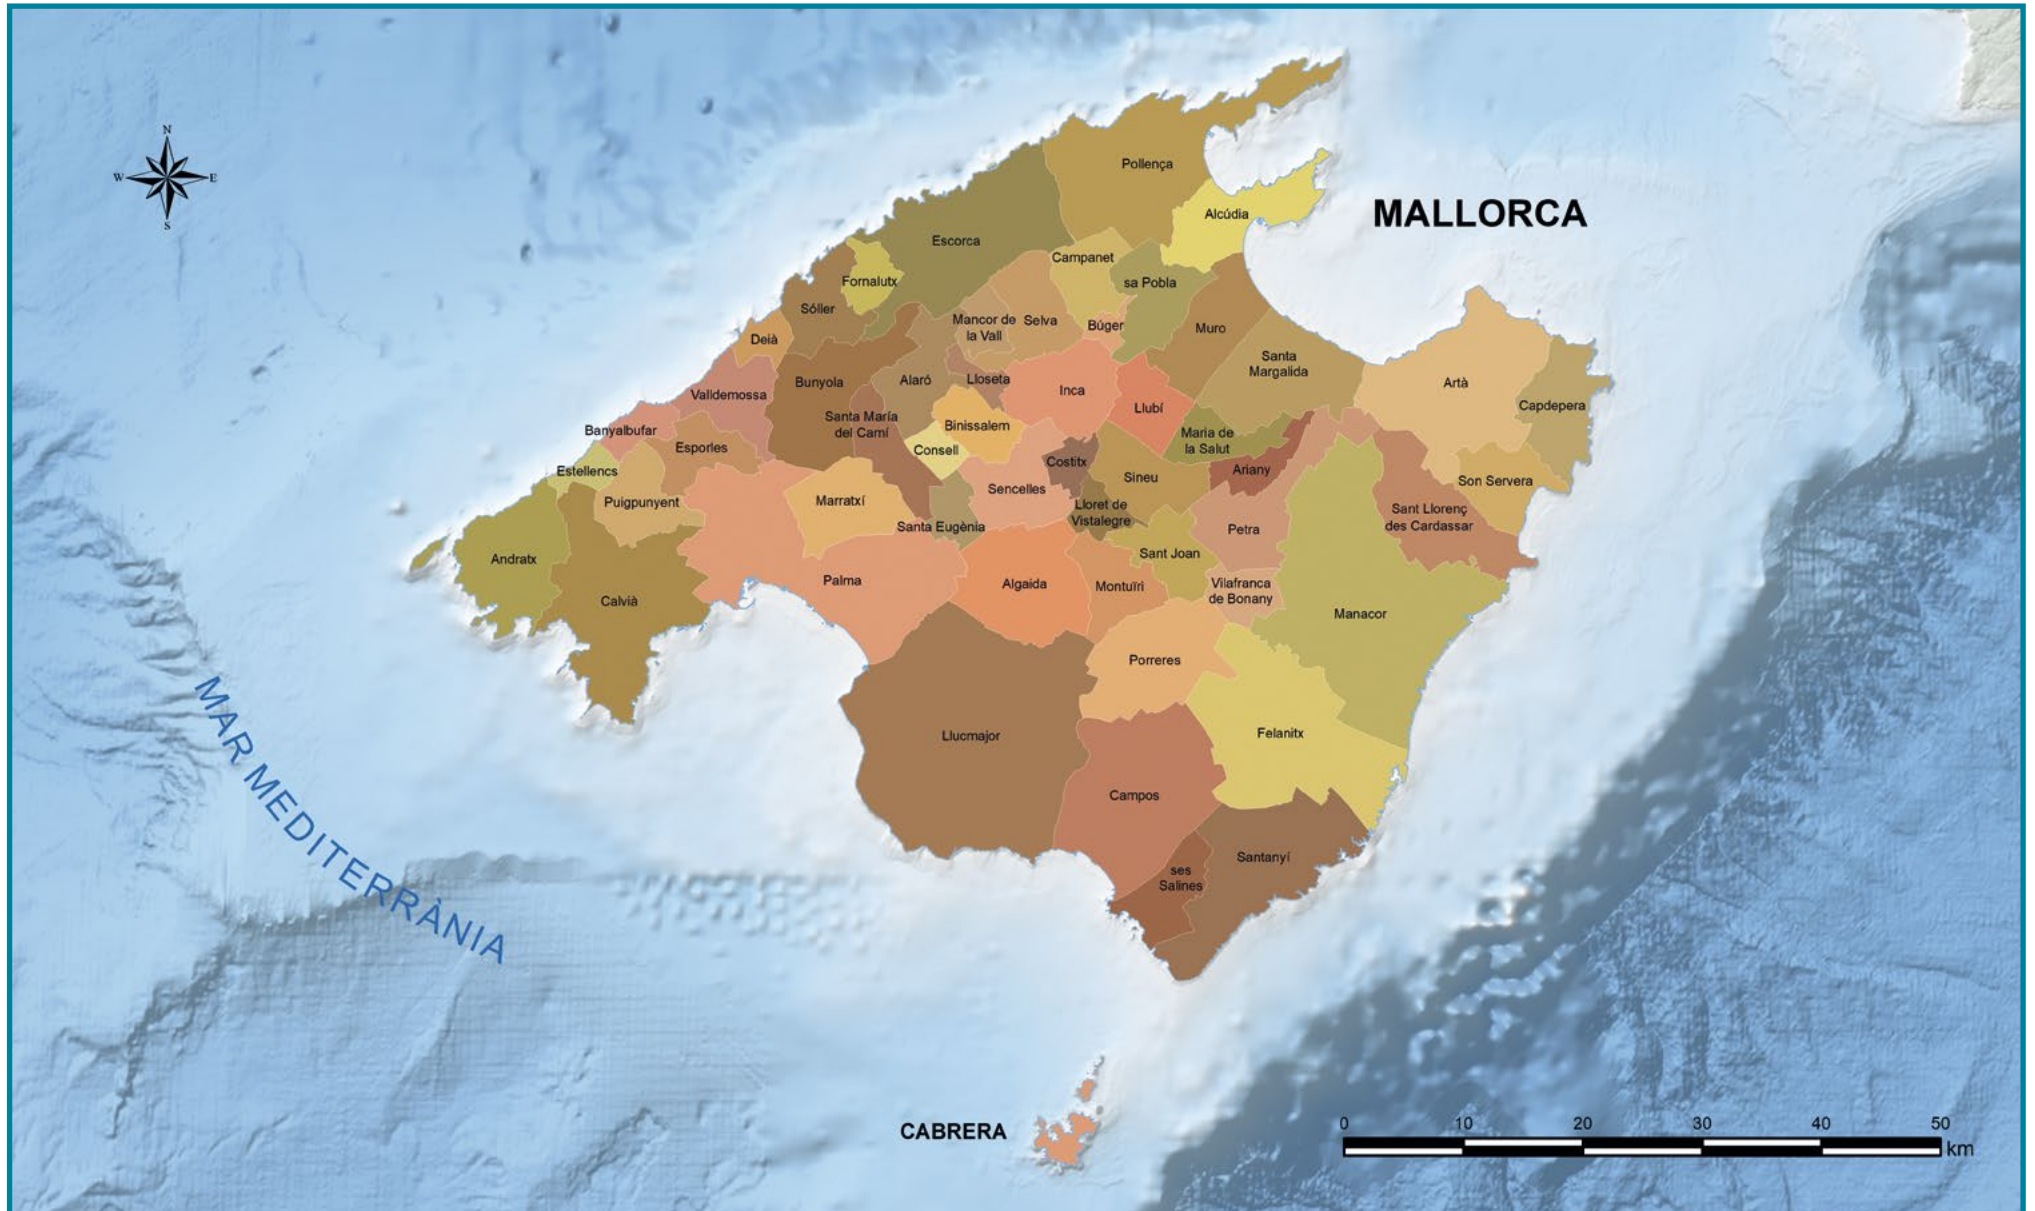 N
W
E
S
MALLORCA
Pollença
Alcúdia
Escorca
Campanet
sa Pobla
Fornalutx
Sóller
Mancor de
la Vall
Selva
Búger
Muro
Deià
Santa
Margalida
Bunyola
Alaró
Lloseta
Inca
Artà
Valldemossa
Llubí
Capdepera
Santa María
del Camí
Binissalem
Banyalbufar
Esporles
Consell
Maria de
la Salut
Estellencs
Costitx
Ariany
Sineu
Son Servera
Puigpunyent
Marratxí
Sencelles
Lloret de
Vistalegre
Sant Llorenç
des Cardassar
Santa Eugènia
Petra
Andratx
Sant Joan
Palma
Algaida
Montuïri
Vilafranca
de Bonany
Calvià
Manacor
Porreres
Llucmajor
Felanitx
Campos
Santanyí
ses
Salines
MAR MEDITERRÀNIA
CABRERA
0 10 20 30 40 50
km